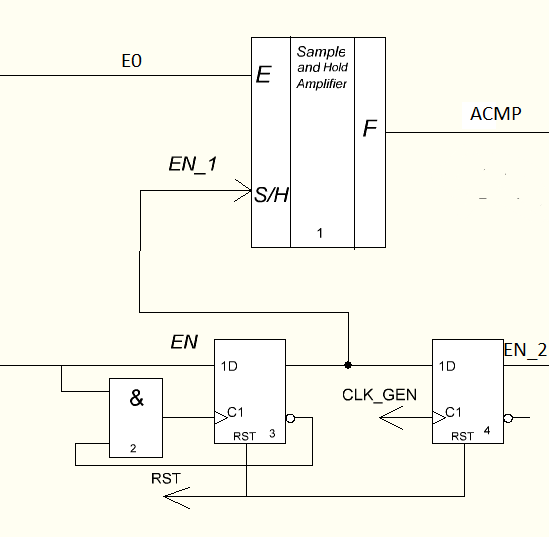 E0
Sample
and Hold
Amplifier
E
F
ACMP
EN_1
S/H
1
EN
EN_2
1D
1D
&
CLK_GEN
C1
C1
RST
3
RST
4
2
RST